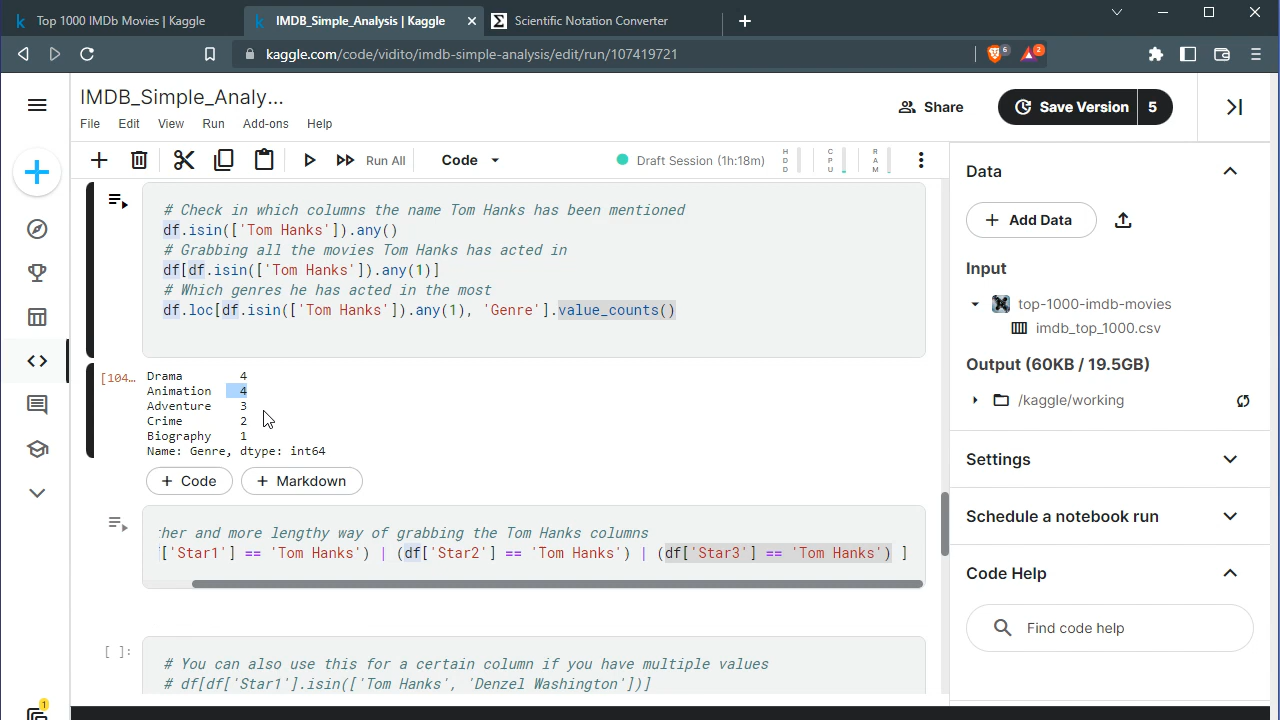 Top 1000 IMDb Movies | Kaggle
IMDB_Simple_Analysis | Kaggle
Scientific Notation Converter
kaggle.com/code/vidito/imdb-simple-analysis/edit/run/107419721
6
2
IMDB_Simple_Analy...
File Edit View Run Add-ons Help
Share
Save Version 5
Run All
Code
Draft Session (1h:18m)
HDD
CPU
RAM
# Check in which columns the name Tom Hanks has been mentioned
df.isin(['Tom Hanks']).any()
# Grabbing all the movies Tom Hanks has acted in
df[df.isin(['Tom Hanks']).any(1)]
# Which genres he has acted in the most
df.loc[df.isin(['Tom Hanks']).any(1), 'Genre'].value_counts()
[104…
Drama 4
Animation 4
Adventure 3
Crime 2
Biography 1
Name: Genre, dtype: int64
+ Code + Markdown
her and more lengthy way of grabbing the Tom Hanks columns
['Star1'] == 'Tom Hanks') | (df['Star2'] == 'Tom Hanks') | (df['Star3'] == 'Tom Hanks') ]
[ ]:
# You can also use this for a certain column if you have multiple values
# df[df['Star1'].isin(['Tom Hanks', 'Denzel Washington'])]
Data
+ Add Data
Input
top-1000-imdb-movies
imdb_top_1000.csv
Output (60KB / 19.5GB)
/kaggle/working
Settings
Schedule a notebook run
Code Help
Find code help
1